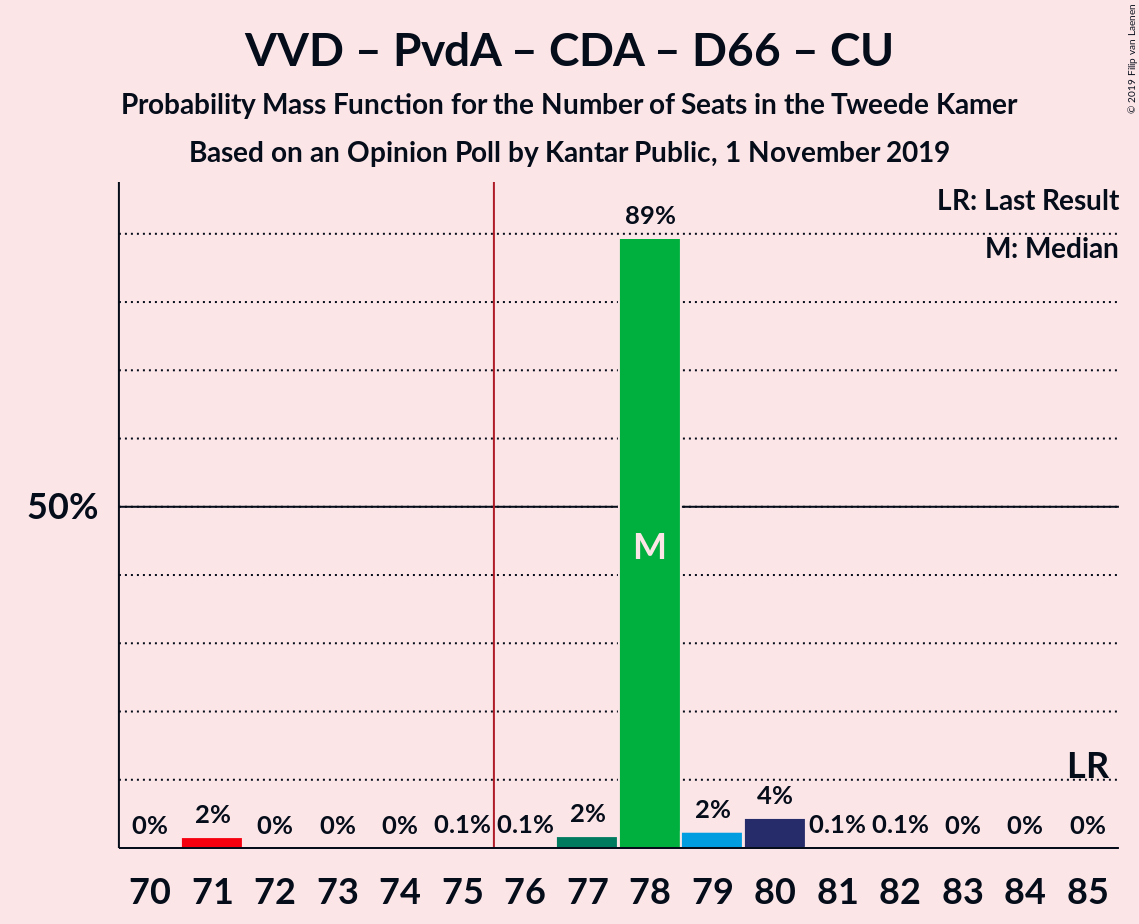 VVD – PvdA – CDA – D66 – CU
Probability Mass Function for the Number of Seats in the Tweede Kamer
Based on an Opinion Poll by Kantar Public, 1 November 2019
© 2019 Filip van Laenen
LR: Last Result
M: Median
89%
50%
M
LR
0% 2% 0% 0% 0% 0.1% 0.1% 2% 2% 4% 0.1% 0.1% 0% 0% 0%
70 71 72 73 74 75 76 77 78 79 80 81 82 83 84 85